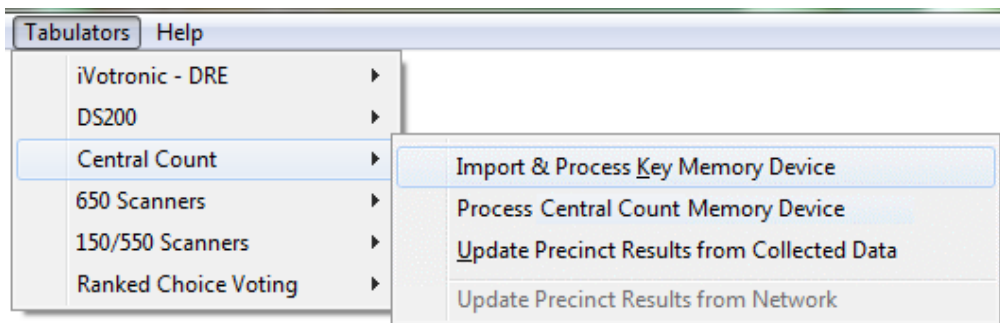 Tabulators Help
iVotronic - DRE
DS200
Central Count
650 Scanners
150/550 Scanners
Ranked Choice Voting
Import & Process Key Memory Device
Process Central Count Memory Device
Update Precinct Results from Collected Data
Update Precinct Results from Network